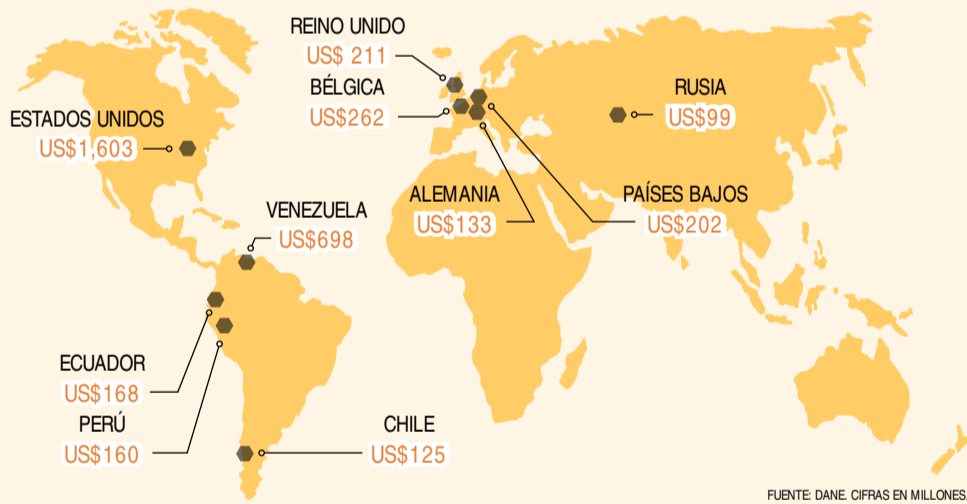 REINO UNIDO
US$ 211
BÉLGICA
US$262
RUSIA
US$99
ESTADOS UNIDOS
US$1,603
ALEMANIA
US$133
PAÍSES BAJOS
US$202
VENEZUELA
US$698
ECUADOR
US$168
PERÚ
US$160
CHILE
US$125
FUENTE: DANE. CIFRAS EN MILLONES.